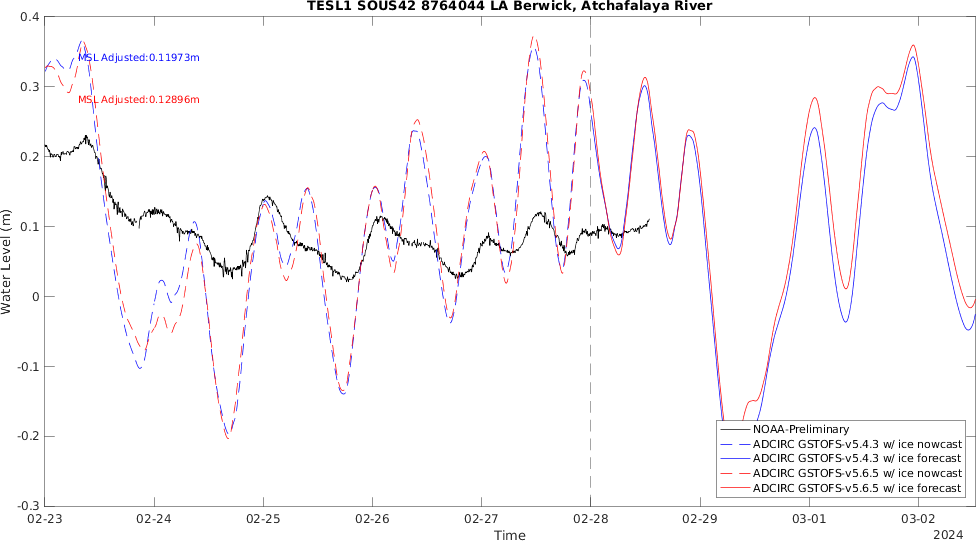 TESL1 SOUS42 8764044 LA Berwick, Atchafalaya River
MSL Adjusted:0.11973m
MSL Adjusted:0.12896m
Water Level (m)
0.4
0.3
0.2
0.1
0
-0.1
-0.2
-0.3
NOAA-Preliminary
ADCIRC GSTOFS-v5.4.3 w/ ice nowcast
ADCIRC GSTOFS-v5.4.3 w/ ice forecast
ADCIRC GSTOFS-v5.6.5 w/ ice nowcast
ADCIRC GSTOFS-v5.6.5 w/ ice forecast
02-23 02-24 02-25 02-26 02-27 02-28 02-29 03-01 03-02
Time
2024